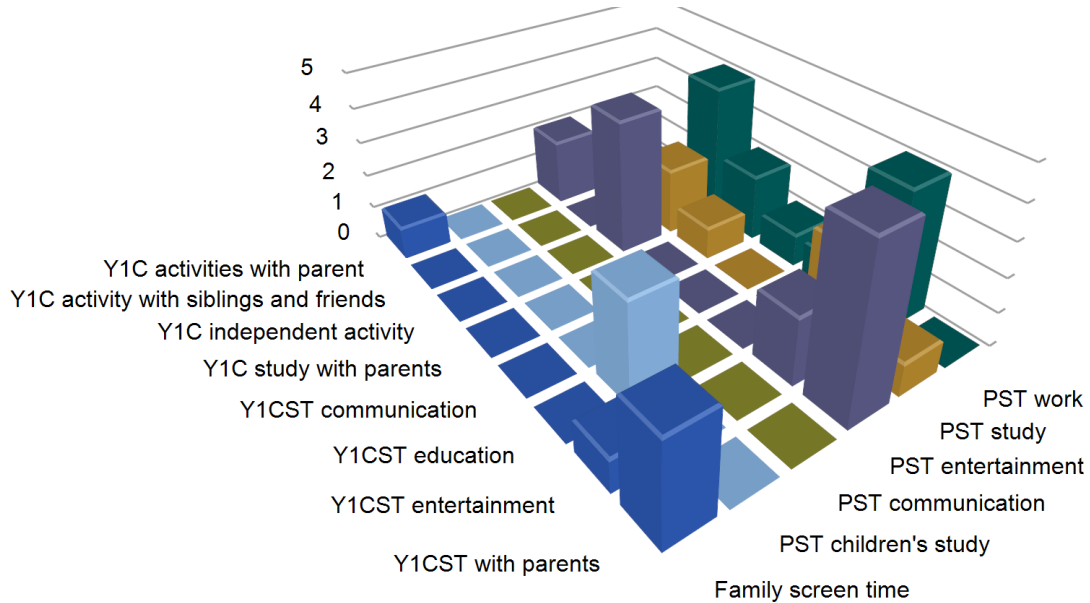 5
4
3
2
1
0
Y1C activities with parent
Y1C activity with siblings and friends
Y1C independent activity
Y1C study with parents
Y1CST communication
Y1CST education
Y1CST entertainment
Y1CST with parents
PST work
PST study
PST entertainment
PST communication
PST children's study
Family screen time